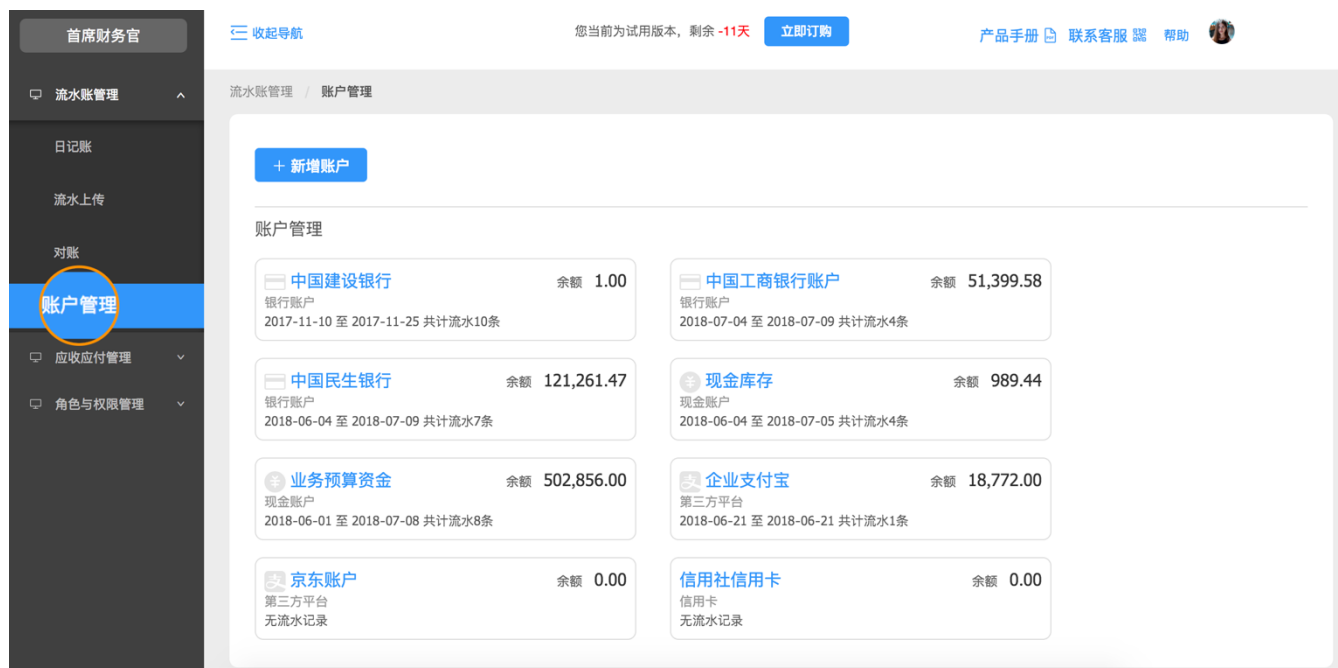 首席财务官
收起导航
您当前为试用版本，剩余 -11天
立即订购
产品手册
联系客服
帮助
流水账管理
日记账
流水上传
对账
账户管理
应收应付管理
角色与权限管理
流水账管理 / 账户管理
+ 新增账户
账户管理
中国建设银行 余额 1.00
银行账户
2017-11-10 至 2017-11-25 共计流水10条
中国工商银行账户 余额 51,399.58
银行账户
2018-07-04 至 2018-07-09 共计流水4条
中国民生银行 余额 121,261.47
银行账户
2018-06-04 至 2018-07-09 共计流水7条
现金库存 余额 989.44
现金账户
2018-06-04 至 2018-07-05 共计流水4条
业务预算资金 余额 502,856.00
现金账户
2018-06-01 至 2018-07-08 共计流水8条
支 企业支付宝 余额 18,772.00
第三方平台
2018-06-21 至 2018-06-21 共计流水1条
支 京东账户 余额 0.00
第三方平台
无流水记录
信用社信用卡 余额 0.00
信用卡
无流水记录